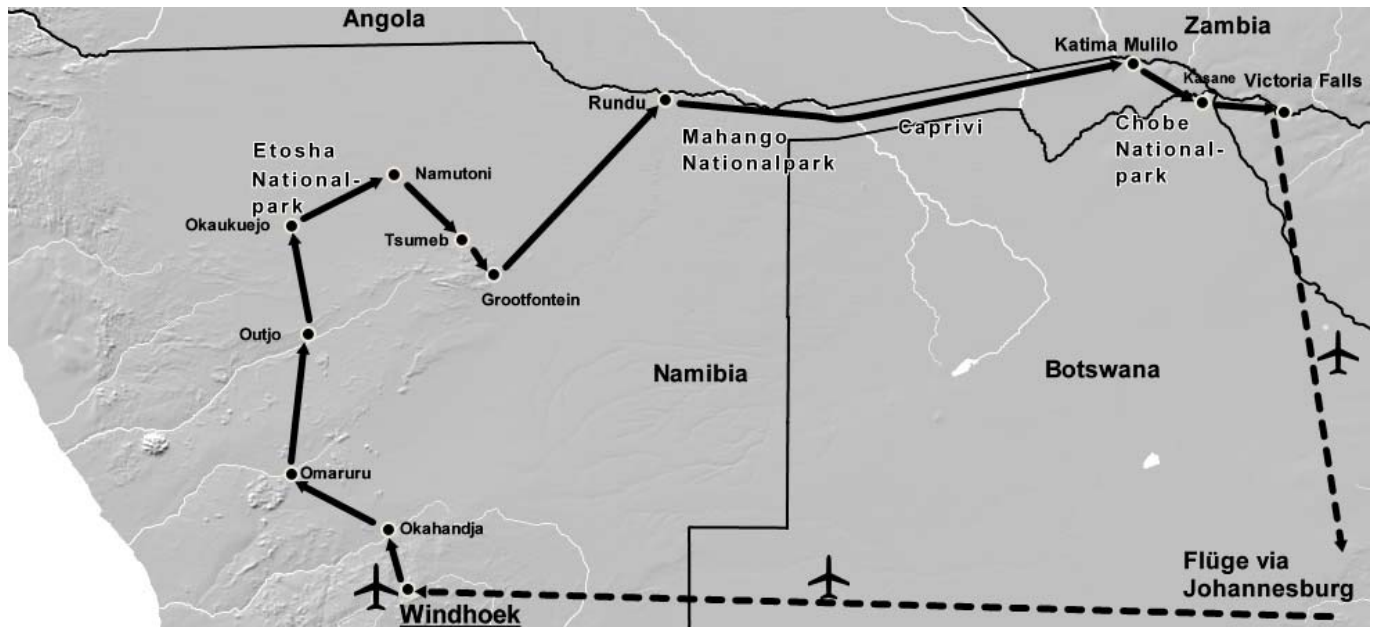 Angola
Zambia
Katima Mulilo
Kasane
Victoria Falls
Rundu
Mahango
Nationalpark
Caprivi
Chobe
National-
park
Etosha
National-
park
Namutoni
Okaukuejo
Tsumeb
Grootfontein
Outjo
Namibia
Botswana
Omaruru
Okahandja
Flüge via
Johannesburg
Windhoek